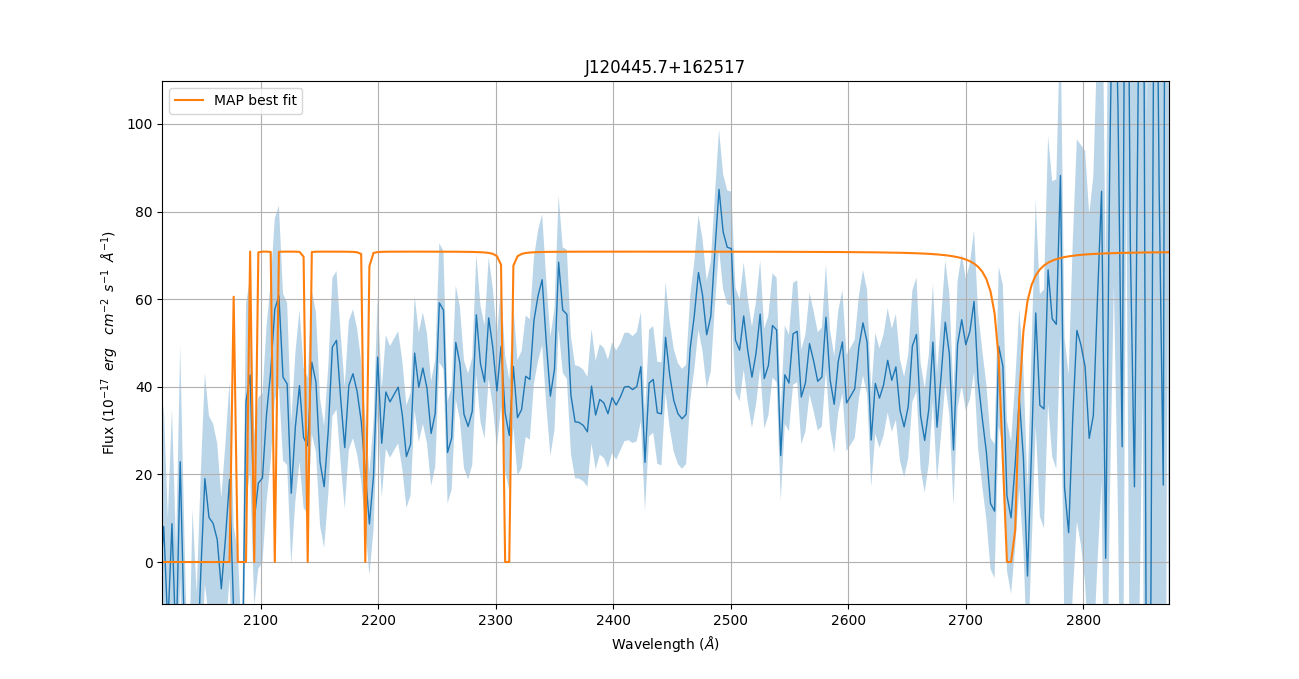 J120445.7+162517
MAP best fit
100
80
60
40
20
0
Flux (10⁻¹⁷ erg cm⁻² s⁻¹ Å⁻¹)
2100 2200 2300 2400 2500 2600 2700 2800
Wavelength (Å)